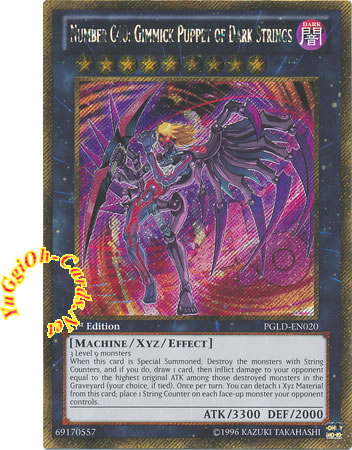 Number C40: Gimmick Puppet of Dark Strings
DARK
闇
YuGgiOh-Cards.Net
1st Edition
PGLD-EN020
[Machine/Xyz/Effect]
3 Level 9 monsters
When this card is Special Summoned: Destroy the monsters with String
Counters, and if you do, draw 1 card, then inflict damage to your opponent
equal to the highest original ATK among those destroyed monsters in the
Graveyard (your choice, if tied). Once per turn: You can detach 1 Xyz Material
from this card; place 1 String Counter on each face-up monster your opponent
controls.
ATK/3300 DEF/2000
69170557
©1996 KAZUKI TAKAHASHI